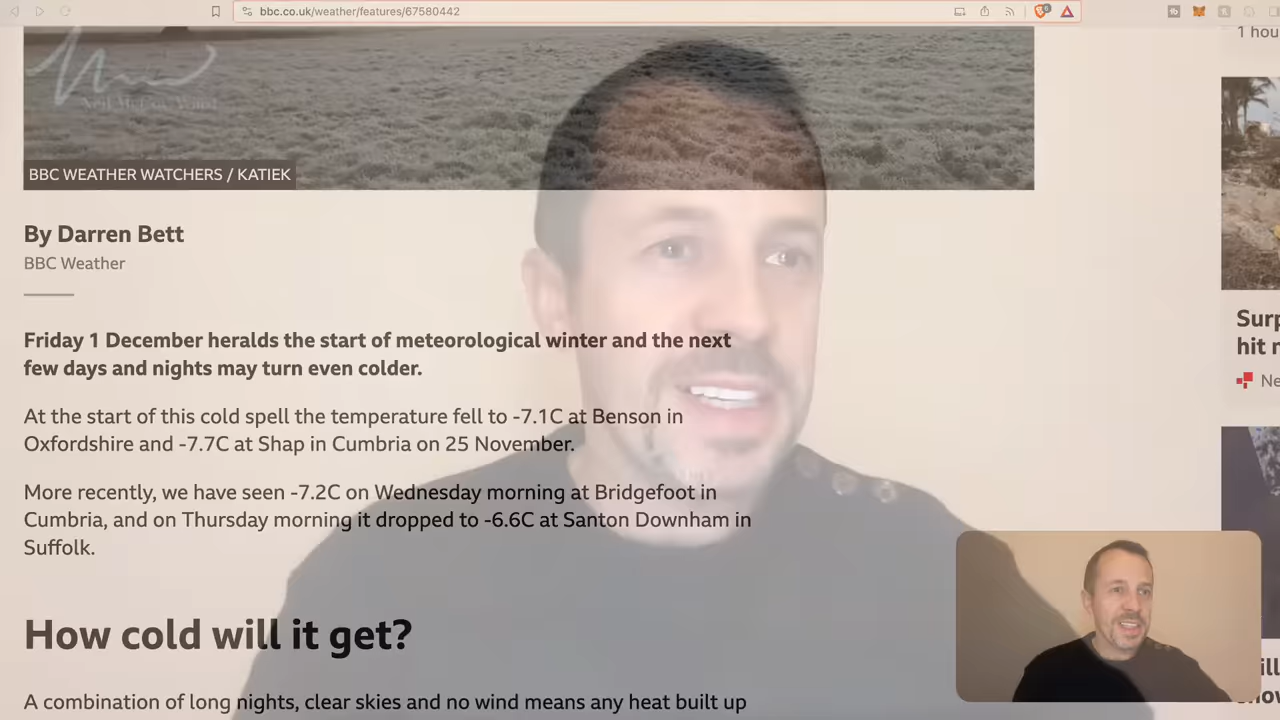 bbc.co.uk/weather/features/67580442
1 hou
Neil McCoy-Ward
BBC WEATHER WATCHERS / KATIEK
By Darren Bett
BBC Weather
Friday 1 December heralds the start of meteorological winter and the next
few days and nights may turn even colder.
At the start of this cold spell the temperature fell to -7.1C at Benson in
Oxfordshire and -7.7C at Shap in Cumbria on 25 November.
More recently, we have seen -7.2C on Wednesday morning at Bridgefoot in
Cumbria, and on Thursday morning it dropped to -6.6C at Santon Downham in
Suffolk.
How cold will it get?
A combination of long nights, clear skies and no wind means any heat built up
Surp
hit r
Ne